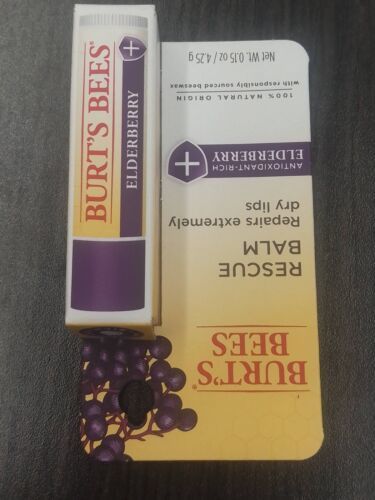 BURT'S
BEES®
RESCUE
BALM
Repairs extremely
dry lips
ANTIOXIDANT-RICH
ELDERBERRY
100% NATURAL ORIGIN
with responsibly sourced beeswax
Net Wt. 0.15 oz / 4.25 g
BURT'S BEES®
ELDERBERRY